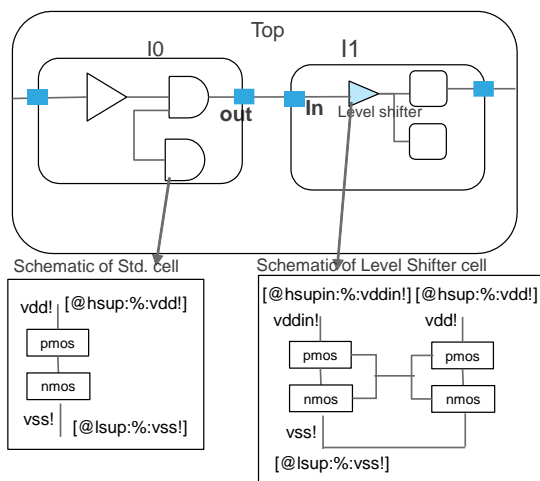 Top
I0
I1
out
In
Level shifter
Schematic of Std. cell
Schematic of Level Shifter cell
[@hsup:%:vdd!]
vdd!
pmos
nmos
vss!
[@lsup:%:vss!]
[@hsupin:%:vddin!] [@hsup:%:vdd!]
vddin! vdd!
pmos pmos
nmos nmos
vss!
[@lsup:%:vss!]